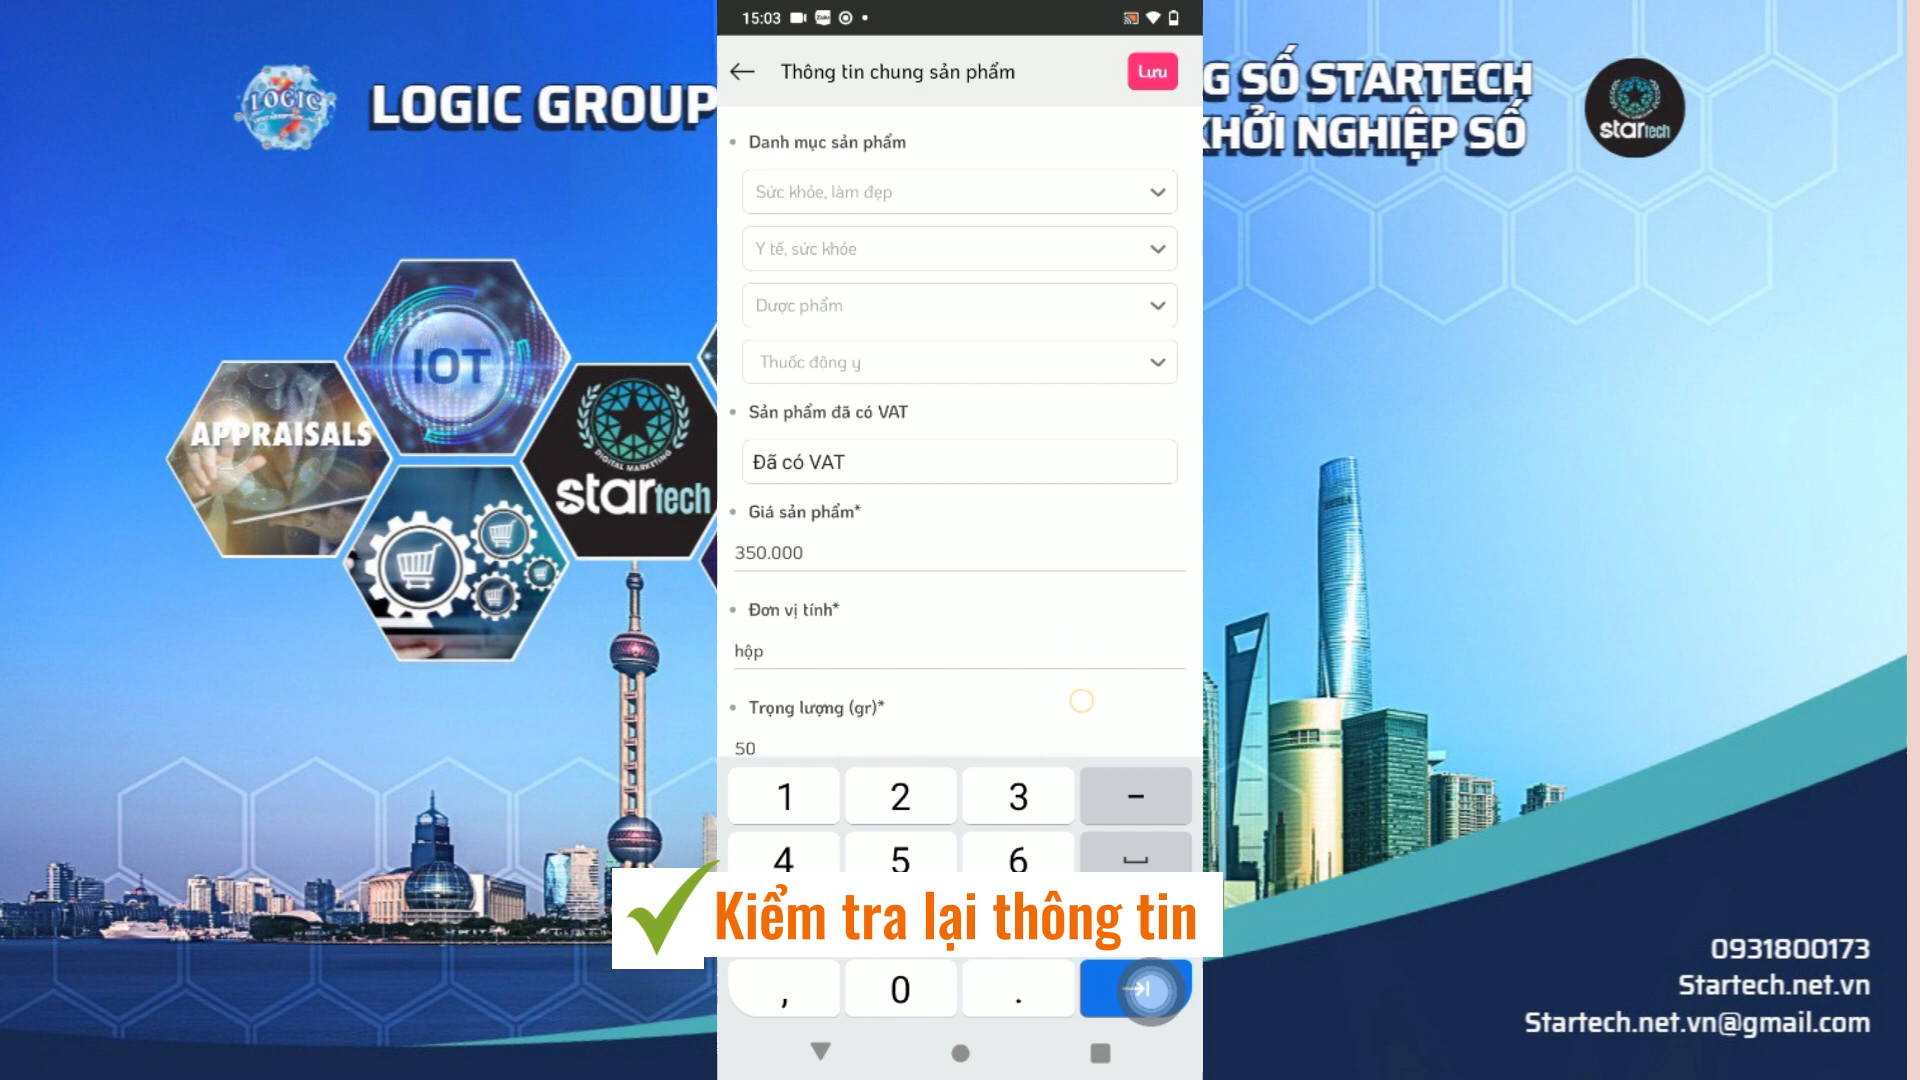 15:03
Zalo
LOGIC
LOGIC GROUP
Thông tin chung sản phẩm
Lưu
G SỐ STARTECH
KHỞI NGHIỆP SỐ
startech
Danh mục sản phẩm
Sức khỏe, làm đẹp
Y tế, sức khỏe
Dược phẩm
Thuốc đông y
IOT
APPRAISALS
DIGITAL MARKETING
startech
Sản phẩm đã có VAT
Đã có VAT
Giá sản phẩm*
350.000
Đơn vị tính*
hộp
Trọng lượng (gr)*
50
1 2 3 -
4 5 6
Kiểm tra lại thông tin
, 0 .
0931800173
Startech.net.vn
Startech.net.vn@gmail.com